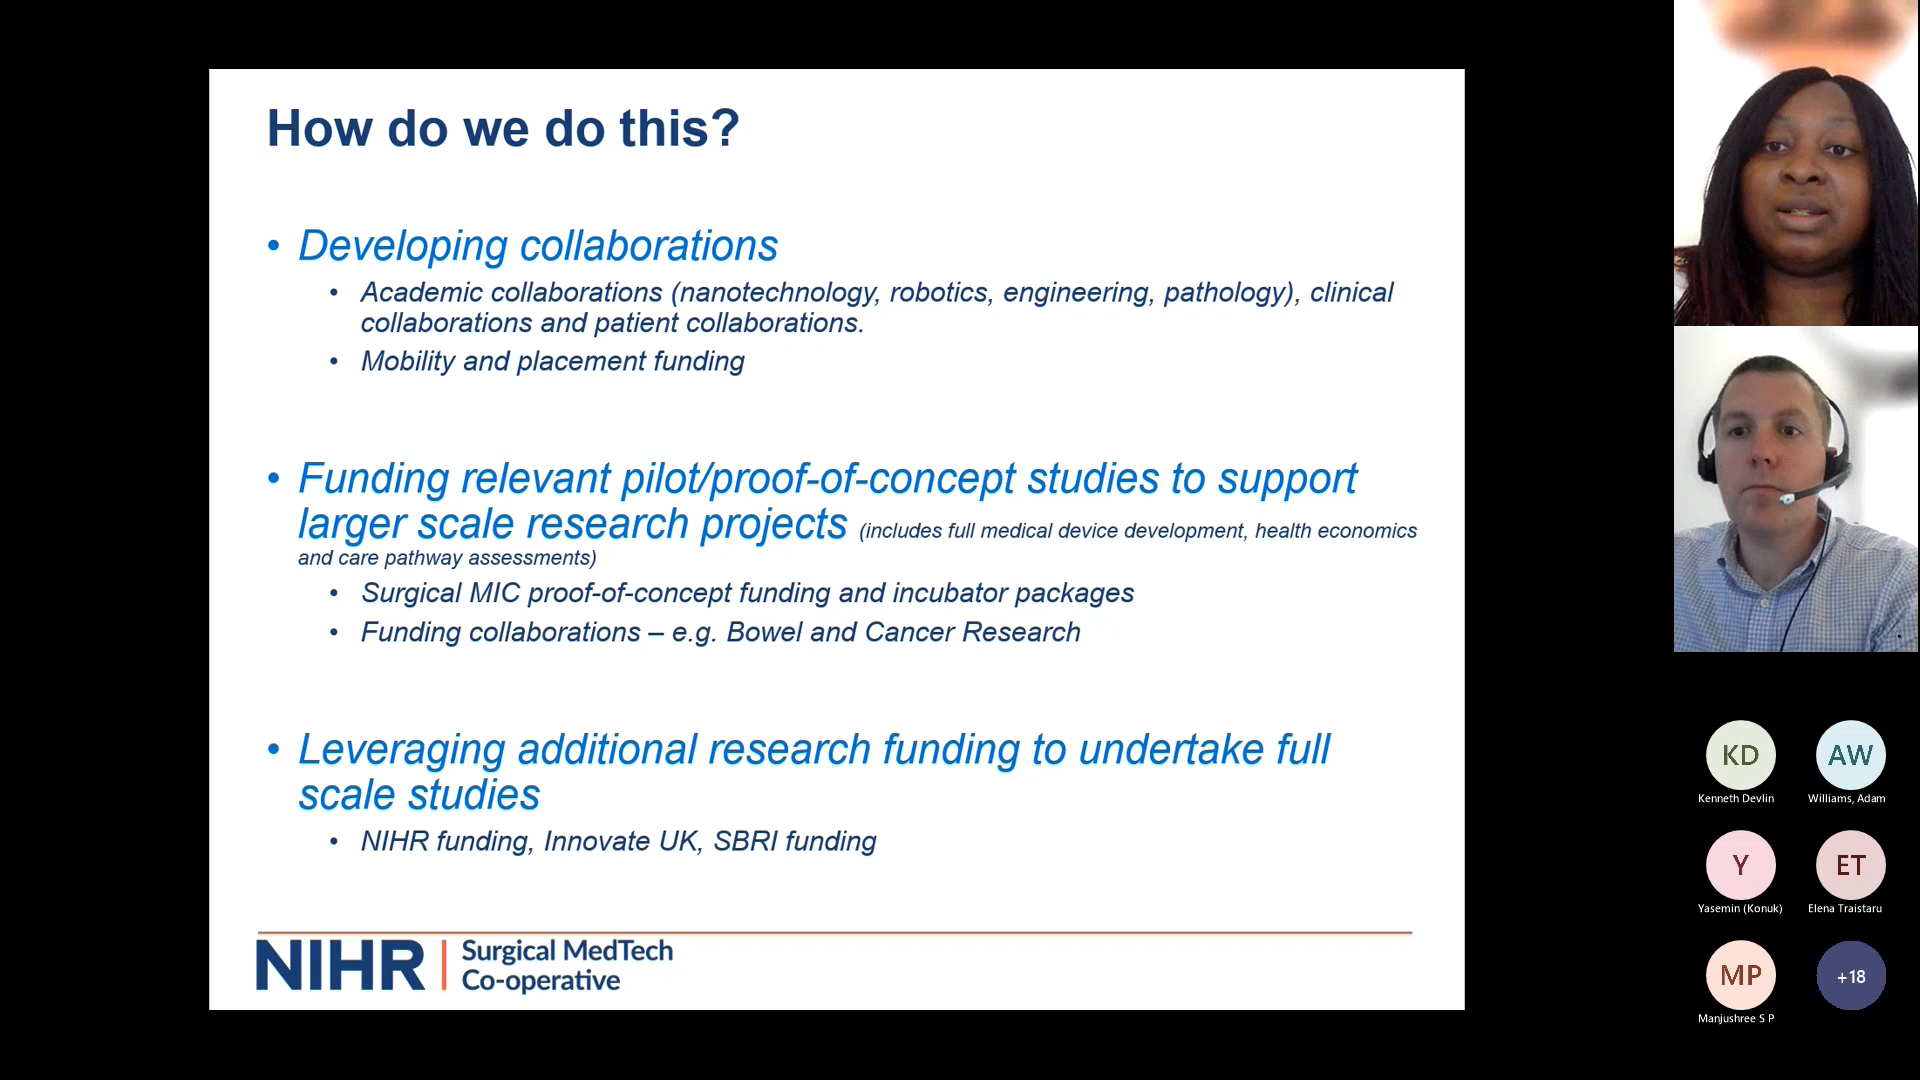 How do we do this?
• Developing collaborations
• Academic collaborations (nanotechnology, robotics, engineering, pathology), clinical
collaborations and patient collaborations.
• Mobility and placement funding
• Funding relevant pilot/proof-of-concept studies to support
larger scale research projects (includes full medical device development, health economics
and care pathway assessments)
• Surgical MIC proof-of-concept funding and incubator packages
• Funding collaborations – e.g. Bowel and Cancer Research
• Leveraging additional research funding to undertake full
scale studies
• NIHR funding, Innovate UK, SBRI funding
NIHR | Surgical MedTech
Co-operative
KD
Kenneth Devlin
AW
Williams, Adam
Y
Yasemin (Konuk)
ET
Elena Traistaru
MP
Manjushree S P
+18